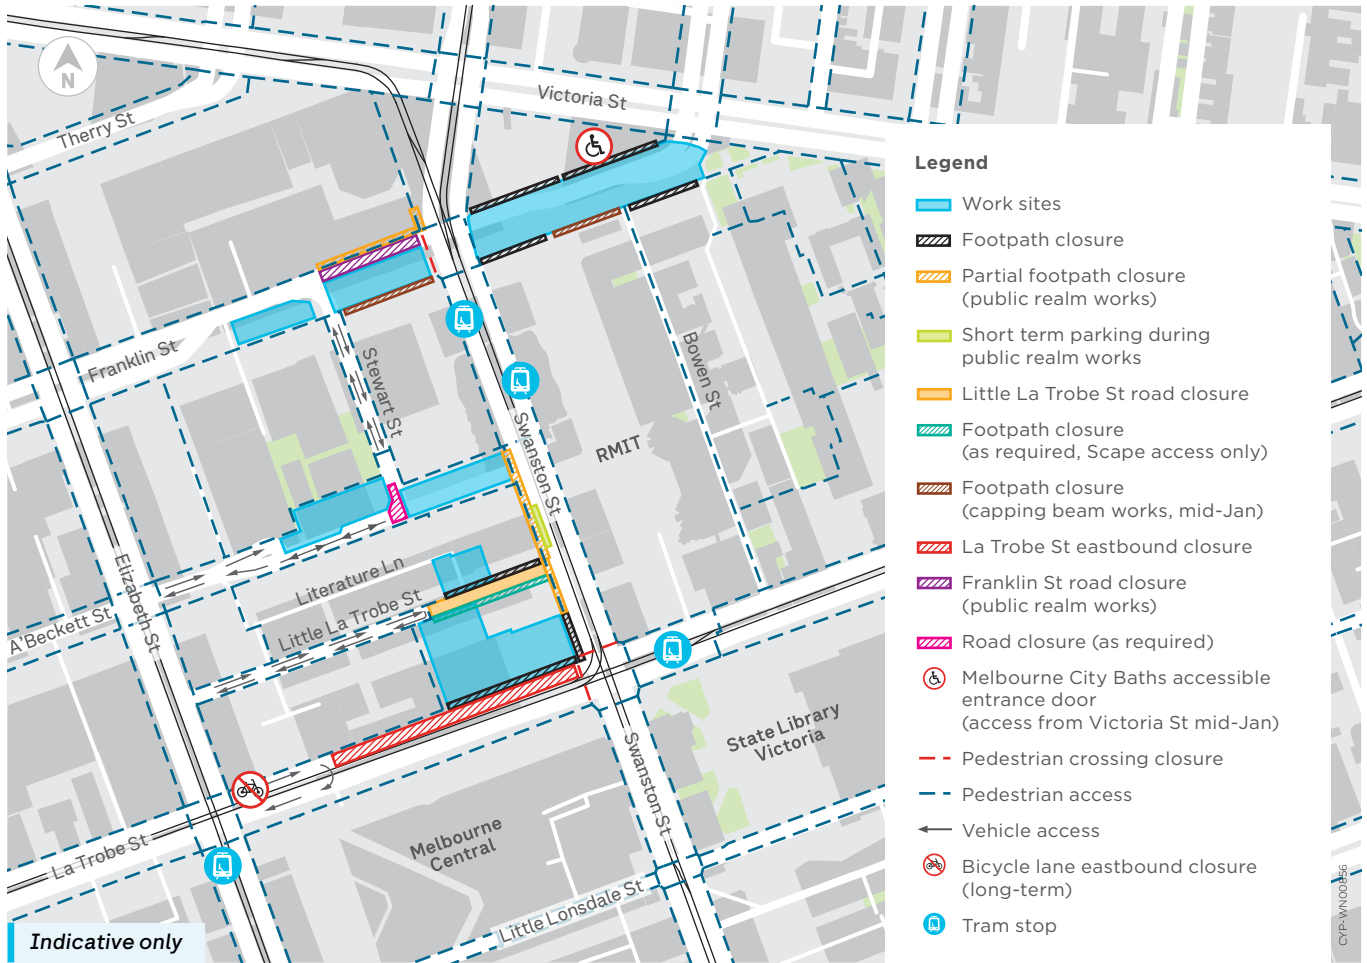 N
Therry St
Victoria St
Franklin St
Stewart St
Swanston St
Bowen St
RMIT
Elizabeth St
Literature Ln
A'Beckett St
Little La Trobe St
State Library
Victoria
Swanston St
Melbourne
Central
La Trobe St
Little Lonsdale St
Indicative only
Legend
Work sites
Footpath closure
Partial footpath closure
(public realm works)
Short term parking during
public realm works
Little La Trobe St road closure
Footpath closure
(as required, Scape access only)
Footpath closure
(capping beam works, mid-Jan)
La Trobe St eastbound closure
Franklin St road closure
(public realm works)
Road closure (as required)
Melbourne City Baths accessible
entrance door
(access from Victoria St mid-Jan)
Pedestrian crossing closure
Pedestrian access
Vehicle access
Bicycle lane eastbound closure
(long-term)
Tram stop
CYP-WN00856